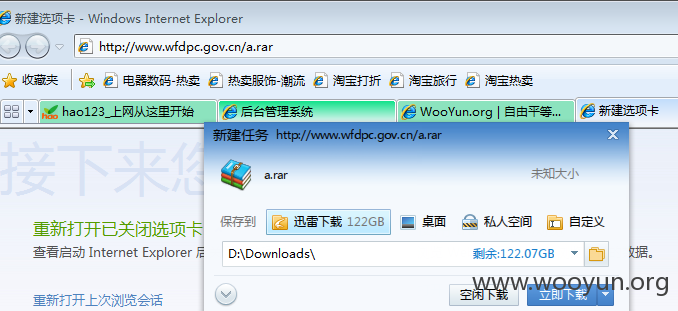 新建选项卡 - Windows Internet Explorer
http://www.wfdpc.gov.cn/a.rar
收藏夹 电器数码-热卖 热卖服饰-潮流 淘宝打折 淘宝旅行 淘宝热卖
hao123_上网从这里开始 后台管理系统 WooYun.org | 自由平等... 新建选项卡
接下来您
新建任务 http://www.wfdpc.gov.cn/a.rar
a.rar 未知大小
保存到 迅雷下载 122GB 桌面 私人空间 自定义
重新打开已关闭选项卡
D:\Downloads\ 剩余:122.07GB
查看启动 Internet Explorer 后 数据。
www.wooyun.org
重新打开上次浏览会话
空闲下载 立即下载